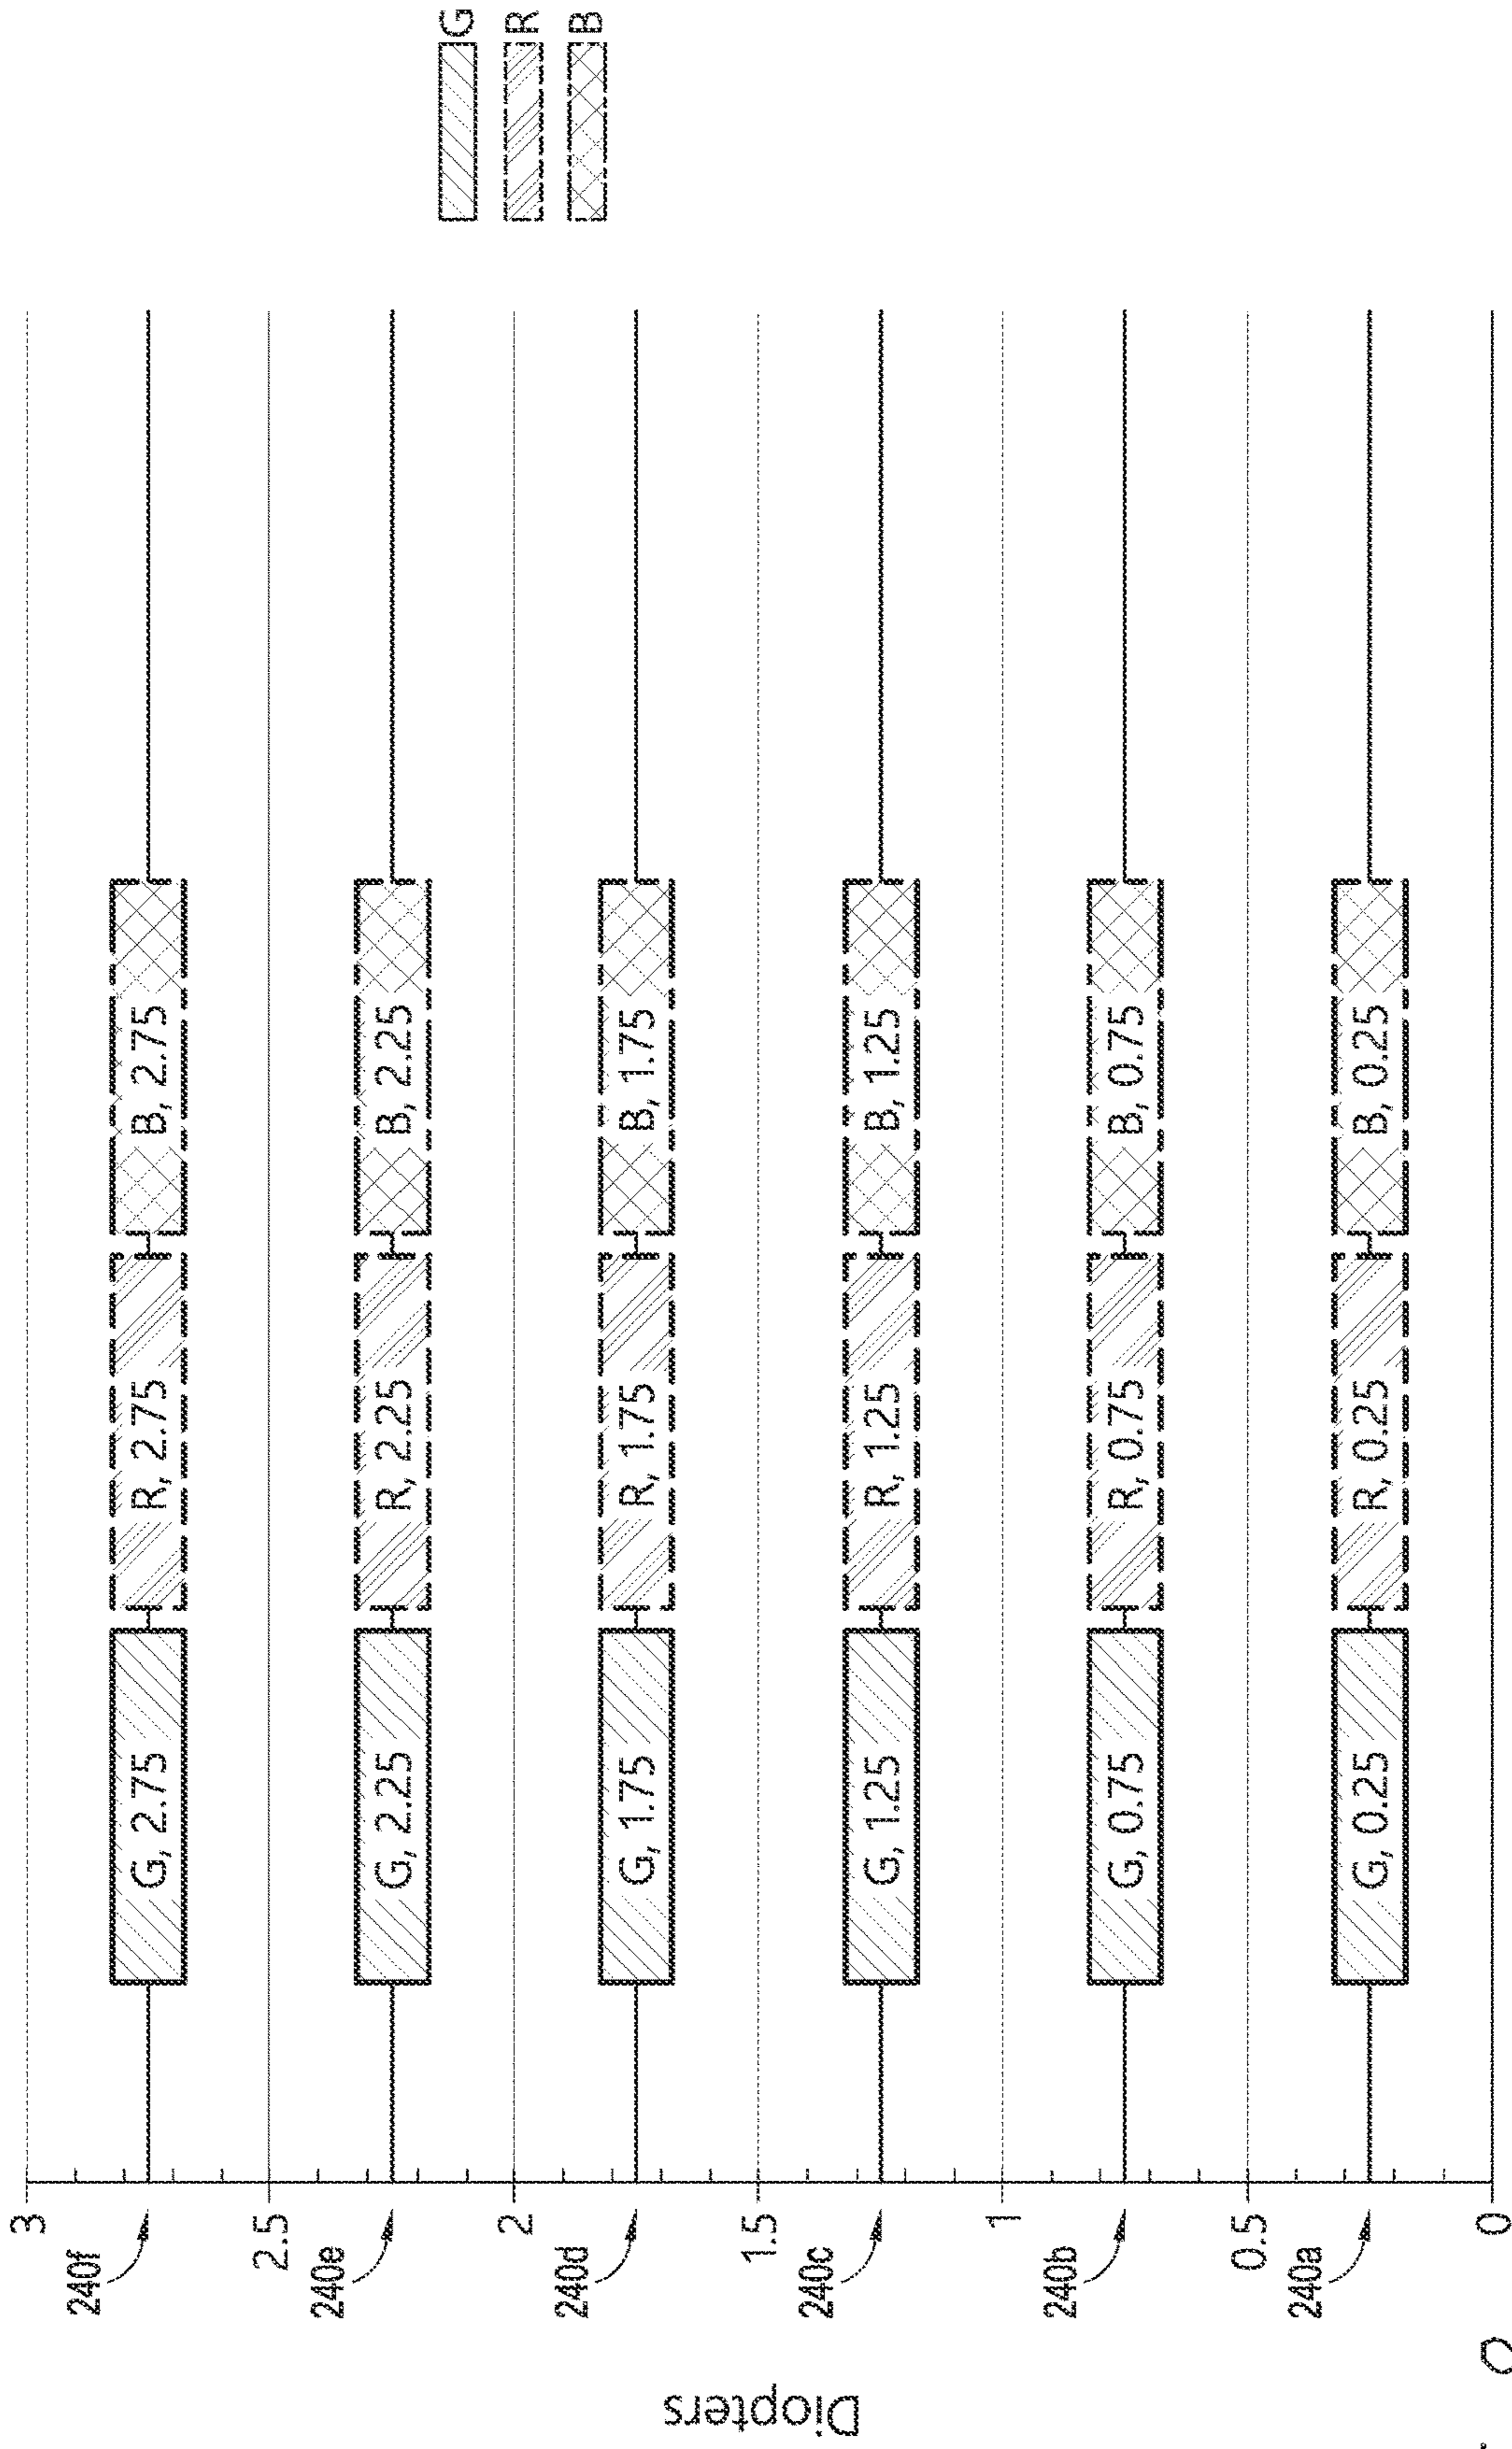 3
240f
G, 2.75 R, 2.75 B, 2.75
2.5
240e
G, 2.25 R, 2.25 B, 2.25
2
240d
G, 1.75 R, 1.75 B, 1.75
1.5
240c
G, 1.25 R, 1.25 B, 1.25
1
240b
G, 0.75 R, 0.75 B, 0.75
0.5
240a
G, 0.25 R, 0.25 B, 0.25
0
Diopters
G
R
B